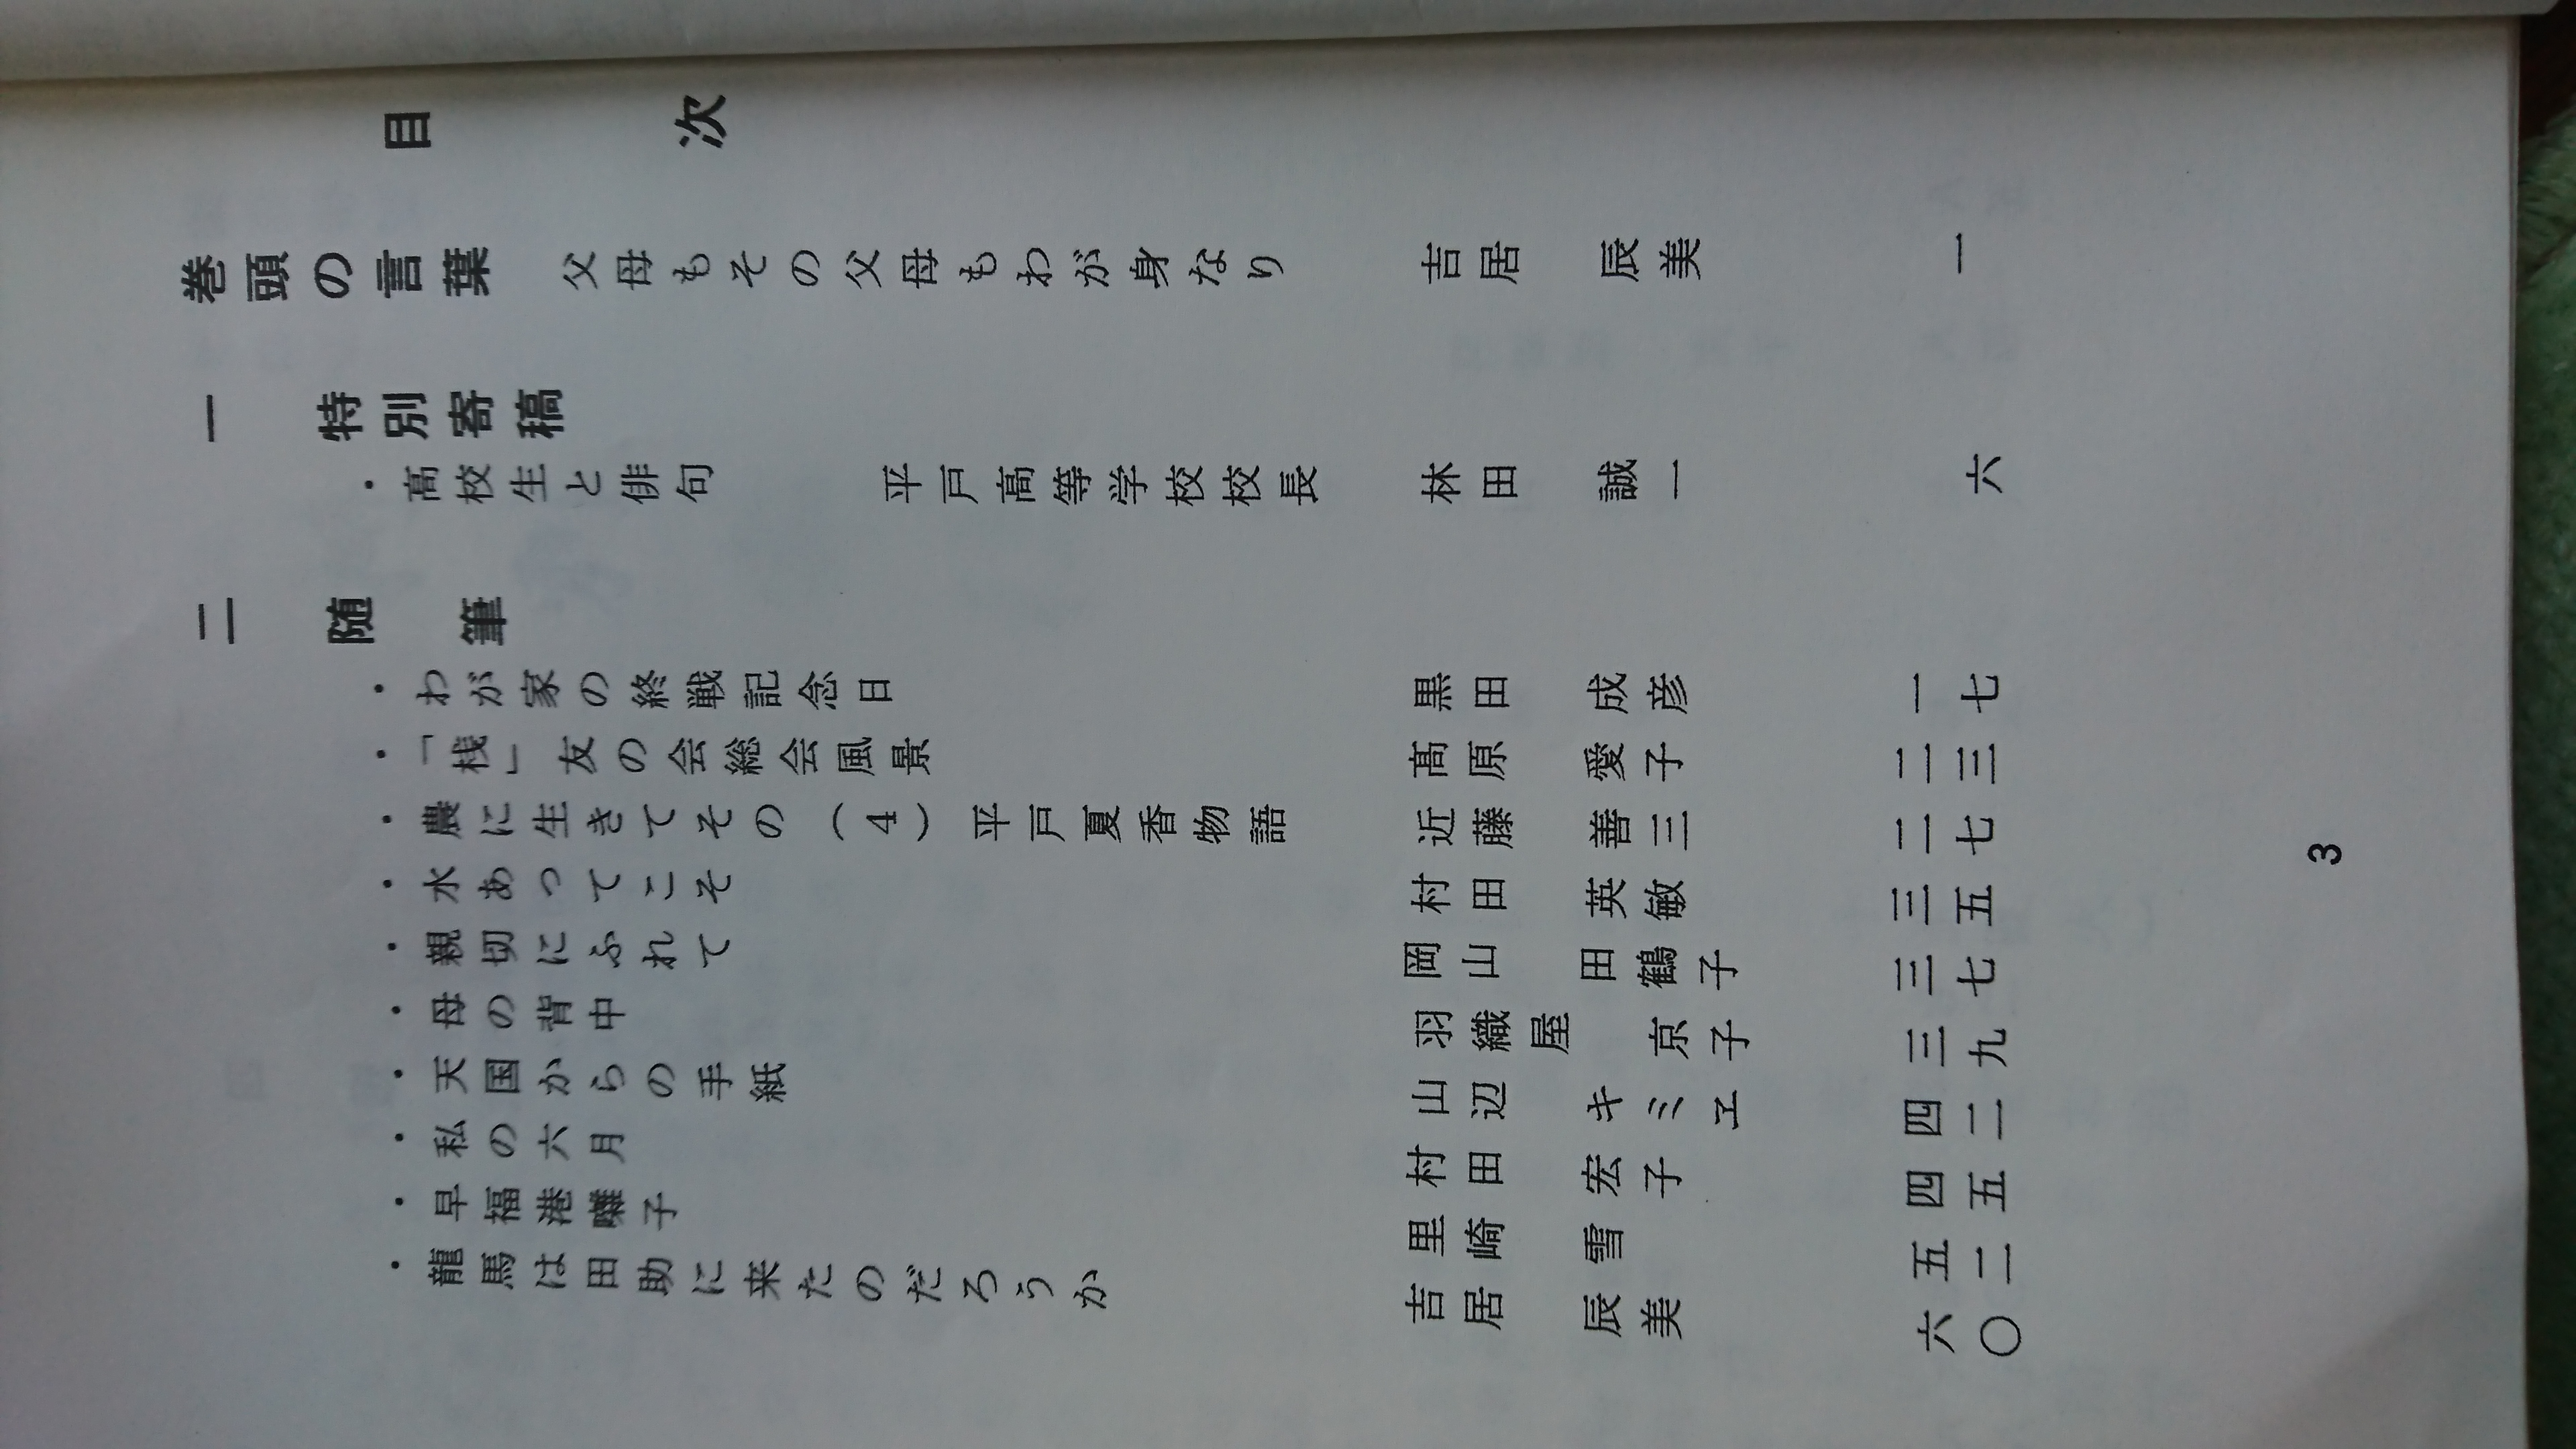 目次
巻頭の言葉 父母もその父母もわが身なり 吉居 辰美 一
一 特別寄稿
・高校生と俳句 平戸高等学校校長 林田 誠一 六
二 随筆
・わが家の終戦記念日 黒田 成彦 一七
・「桟」友の会総会風景 髙原 愛子 二三
・農に生きてその(4) 平戸夏香物語 近藤 善三 二七
・水あってこそ 村田 英敏 三五
・親切にふれて 岡山 田鶴子 三七
・母の背中 羽織屋 京子 三九
・天国からの手紙 山辺 キミヱ 四二
・私の六月 村田 宏子 四五
・早福港囃子 里崎 雪 五二
・龍馬は田助に来たのだろうか 吉居 辰美 六〇
3